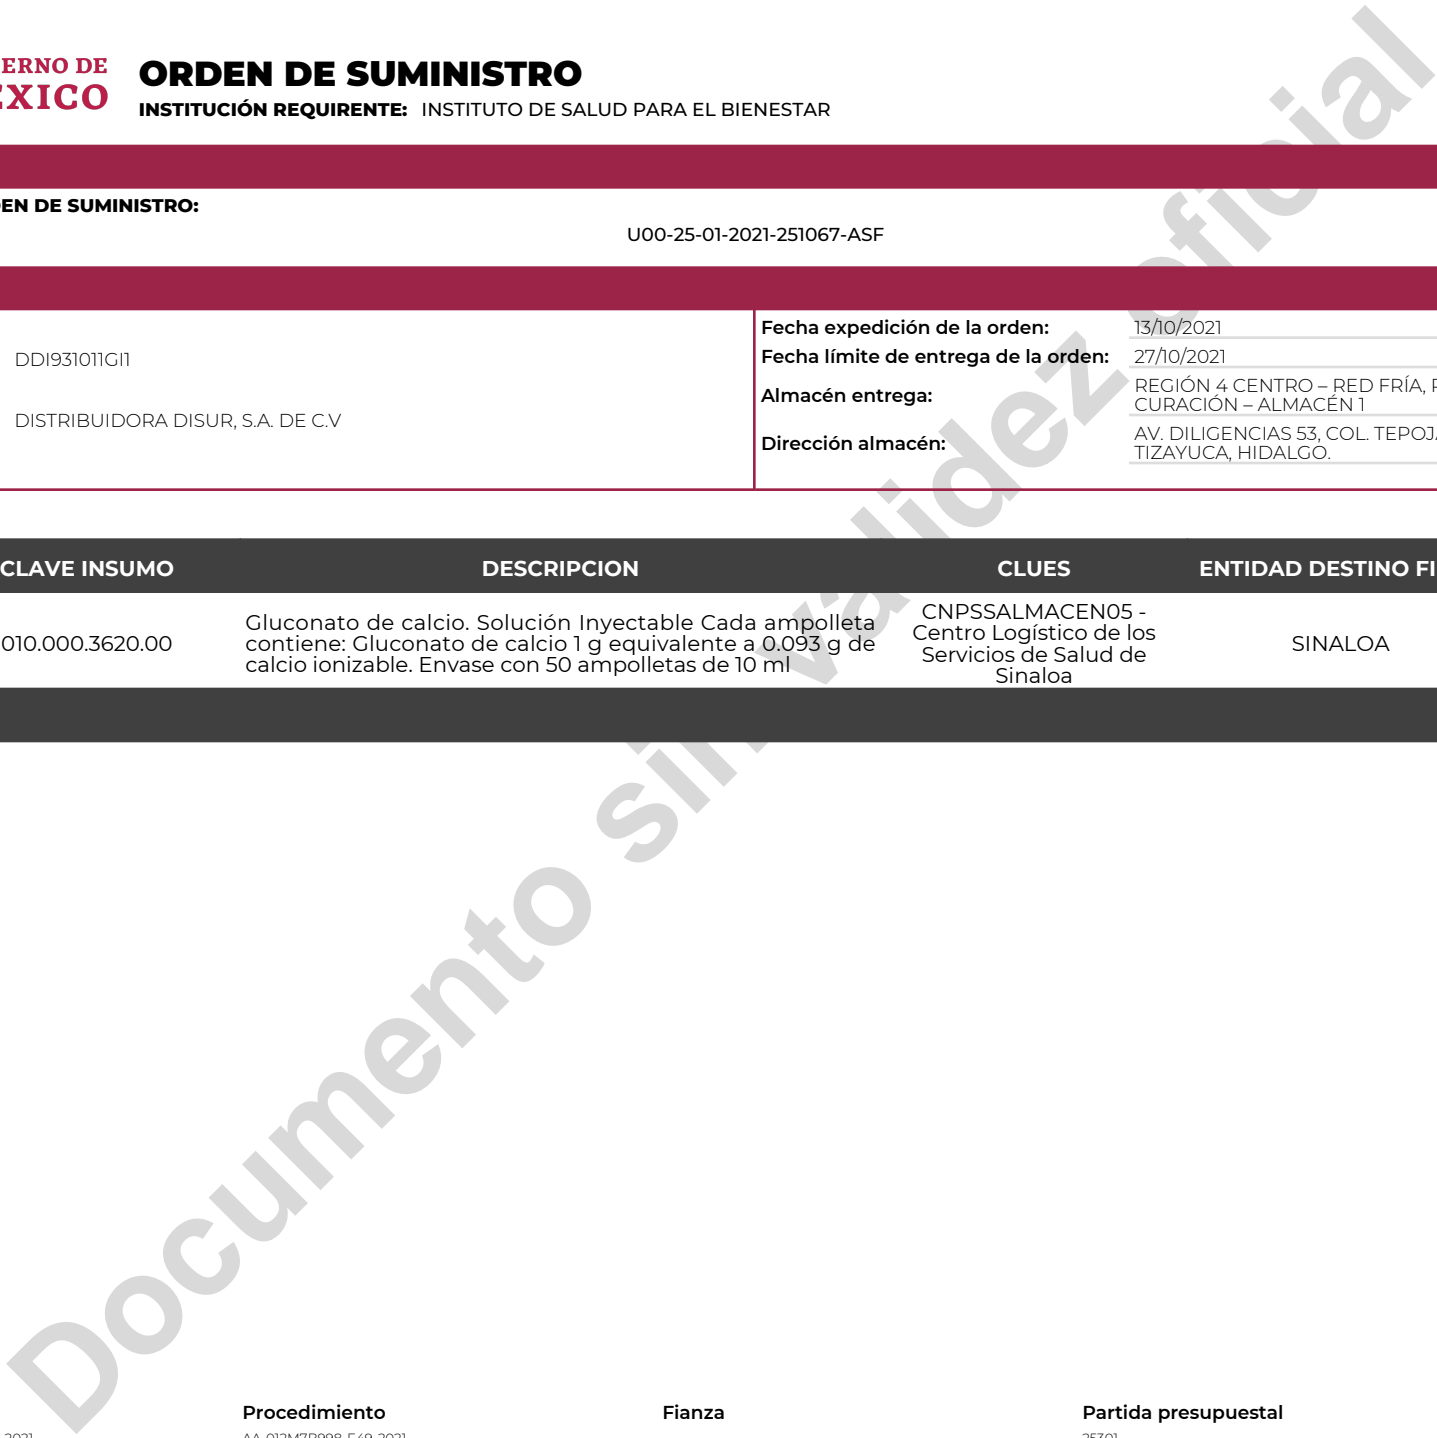 ERNO DE
EXICO
ORDEN DE SUMINISTRO
INSTITUCIÓN REQUIRENTE: INSTITUTO DE SALUD PARA EL BIENESTAR
EN DE SUMINISTRO:
U00-25-01-2021-251067-ASF
DDI931011GI1
DISTRIBUIDORA DISUR, S.A. DE C.V
Fecha expedición de la orden: 13/10/2021
Fecha límite de entrega de la orden: 27/10/2021
Almacén entrega:
REGIÓN 4 CENTRO – RED FRÍA,
CURACIÓN – ALMACÉN 1
Dirección almacén:
AV. DILIGENCIAS 53, COL. TEPOJ
TIZAYUCA, HIDALGO.
CLAVE INSUMO DESCRIPCION CLUES ENTIDAD DESTINO FI
010.000.3620.00
Gluconato de calcio. Solución Inyectable Cada ampolleta
contiene: Gluconato de calcio 1 g equivalente a 0.093 g de
calcio ionizable. Envase con 50 ampolletas de 10 ml
CNPSSALMACEN05 -
Centro Logístico de los
Servicios de Salud de
Sinaloa
SINALOA
Documento sin validez oficial
Procedimiento Fianza Partida presupuestal